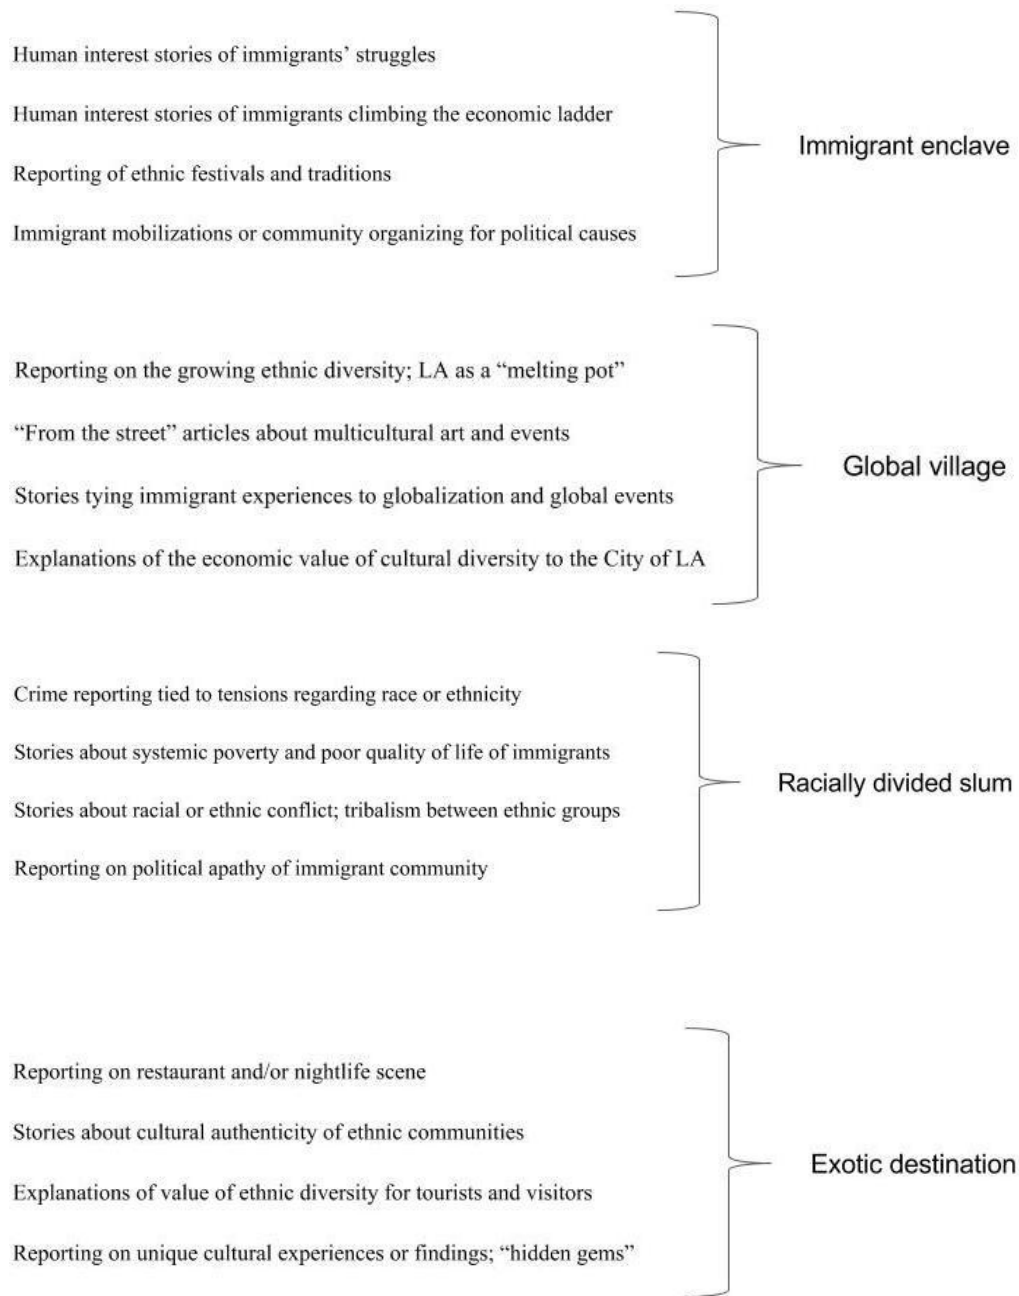 Human interest stories of immigrants’ struggles
Human interest stories of immigrants climbing the economic ladder
Reporting of ethnic festivals and traditions
Immigrant mobilizations or community organizing for political causes
Immigrant enclave
Reporting on the growing ethnic diversity; LA as a “melting pot”
“From the street” articles about multicultural art and events
Stories tying immigrant experiences to globalization and global events
Explanations of the economic value of cultural diversity to the City of LA
Global village
Crime reporting tied to tensions regarding race or ethnicity
Stories about systemic poverty and poor quality of life of immigrants
Stories about racial or ethnic conflict; tribalism between ethnic groups
Reporting on political apathy of immigrant community
Racially divided slum
Reporting on restaurant and/or nightlife scene
Stories about cultural authenticity of ethnic communities
Explanations of value of ethnic diversity for tourists and visitors
Reporting on unique cultural experiences or findings; “hidden gems”
Exotic destination